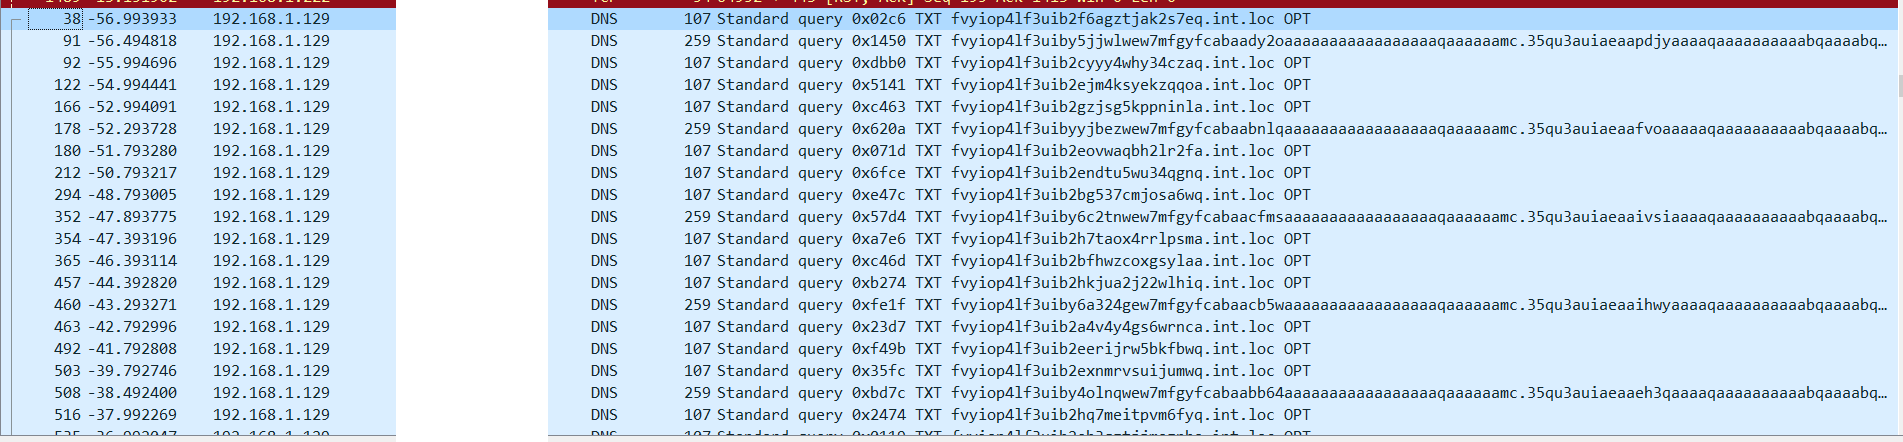 38 -56.993933 192.168.1.129 DNS 107 Standard query 0x02c6 TXT fvyiop4lf3uib2f6agztjak2s7eq.int.loc OPT
91 -56.494818 192.168.1.129 DNS 259 Standard query 0x1450 TXT fvyiop4lf3uiby5jjwlwew7mfgyfcabaady2oaaaaaaaaaaaaaaaaaqaaaaaamc.35qu3auiaeaapdjyaaaaqaaaaaaaaaabqaaaabq…
92 -55.994696 192.168.1.129 DNS 107 Standard query 0xdbb0 TXT fvyiop4lf3uib2cyyy4why34czaq.int.loc OPT
122 -54.994441 192.168.1.129 DNS 107 Standard query 0x5141 TXT fvyiop4lf3uib2ejm4ksyekzqqoa.int.loc OPT
166 -52.994091 192.168.1.129 DNS 107 Standard query 0xc463 TXT fvyiop4lf3uib2gzjsg5kppninla.int.loc OPT
178 -52.293728 192.168.1.129 DNS 259 Standard query 0x620a TXT fvyiop4lf3uibyyjbezwew7mfgyfcabaabnlqaaaaaaaaaaaaaaaaaqaaaaaamc.35qu3auiaeaafvoaaaaaqaaaaaaaaaabqaaaabq…
180 -51.793280 192.168.1.129 DNS 107 Standard query 0x071d TXT fvyiop4lf3uib2eovwaqbh2lr2fa.int.loc OPT
212 -50.793217 192.168.1.129 DNS 107 Standard query 0x6fce TXT fvyiop4lf3uib2endtu5wu34qgnq.int.loc OPT
294 -48.793005 192.168.1.129 DNS 107 Standard query 0xe47c TXT fvyiop4lf3uib2bg537cmjosa6wq.int.loc OPT
352 -47.893775 192.168.1.129 DNS 259 Standard query 0x57d4 TXT fvyiop4lf3uiby6c2tnwew7mfgyfcabaacfmsaaaaaaaaaaaaaaaaaqaaaaaamc.35qu3auiaeaaivsiaaaaqaaaaaaaaaabqaaaabq…
354 -47.393196 192.168.1.129 DNS 107 Standard query 0xa7e6 TXT fvyiop4lf3uib2h7taox4rrlpsma.int.loc OPT
365 -46.393114 192.168.1.129 DNS 107 Standard query 0xc46d TXT fvyiop4lf3uib2bfhwzcoxgsylaa.int.loc OPT
457 -44.392820 192.168.1.129 DNS 107 Standard query 0xb274 TXT fvyiop4lf3uib2hkjua2j22wlhiq.int.loc OPT
460 -43.293271 192.168.1.129 DNS 259 Standard query 0xfe1f TXT fvyiop4lf3uiby6a324gew7mfgyfcabaacb5waaaaaaaaaaaaaaaaaqaaaaaamc.35qu3auiaeaaihwyaaaaqaaaaaaaaaabqaaaabq…
463 -42.792996 192.168.1.129 DNS 107 Standard query 0x23d7 TXT fvyiop4lf3uib2a4v4y4gs6wrnca.int.loc OPT
492 -41.792808 192.168.1.129 DNS 107 Standard query 0xf49b TXT fvyiop4lf3uib2eerijrw5bkfbwq.int.loc OPT
503 -39.792746 192.168.1.129 DNS 107 Standard query 0x35fc TXT fvyiop4lf3uib2exnmrvsuijumwq.int.loc OPT
508 -38.492400 192.168.1.129 DNS 259 Standard query 0xbd7c TXT fvyiop4lf3uiby4olnqwew7mfgyfcabaabb64aaaaaaaaaaaaaaaaaqaaaaaamc.35qu3auiaeaaeh3qaaaaqaaaaaaaaaabqaaaabq…
516 -37.992269 192.168.1.129 DNS 107 Standard query 0x2474 TXT fvyiop4lf3uib2hq7meitpvm6fyq.int.loc OPT